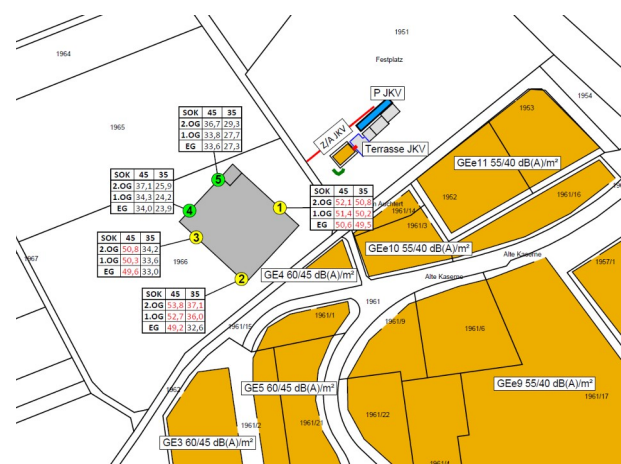 1951
Festplatz
1964
1954
1953
P JKV
Z/A JKV
Terrasse JKV
1965
SOK 45 35
2.OG 36,7 29,3
1.OG 33,8 27,7
EG 33,6 27,3
5
GEe11 55/40 dB(A)/m²
SOK 45 35
2.OG 37,1 25,9
1.OG 34,3 24,2
EG 34,0 23,9
4
1
SOK 45 35
2.OG 52,1 50,8
1.OG 51,4 50,2
EG 50,6 49,5
1952
1961/16
1961/14
1961/3
3
SOK 45 35
2.OG 50,8 34,2
1.OG 50,3 33,6
EG 49,6 33,0
GEe10 55/40 dB(A)/m²
Alte Kaserne
1967
1966
1957/1
GE4 60/45 dB(A)/m²
Alte Kaserne
2
SOK 45 35
2.OG 53,8 37,1
1.OG 52,7 36,0
EG 49,2 32,6
1961
1961/1
1961/9
1961/15
1961/6
1962
GE5 60/45 dB(A)/m²
GEe9 55/40 dB(A)/m²
1961/17
1961/22
1961/2
1961/21
GE3 60/45 dB(A)/m²